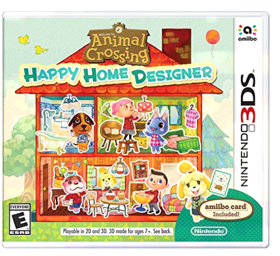 amiibo
Animal
Crossing
HAPPY HOME DESIGNER
NINTENDO 3DS
amiibo card
Included!
E
ESRB
Playable in 2D and 3D. 3D mode for ages 7+. See back.
Nintendo